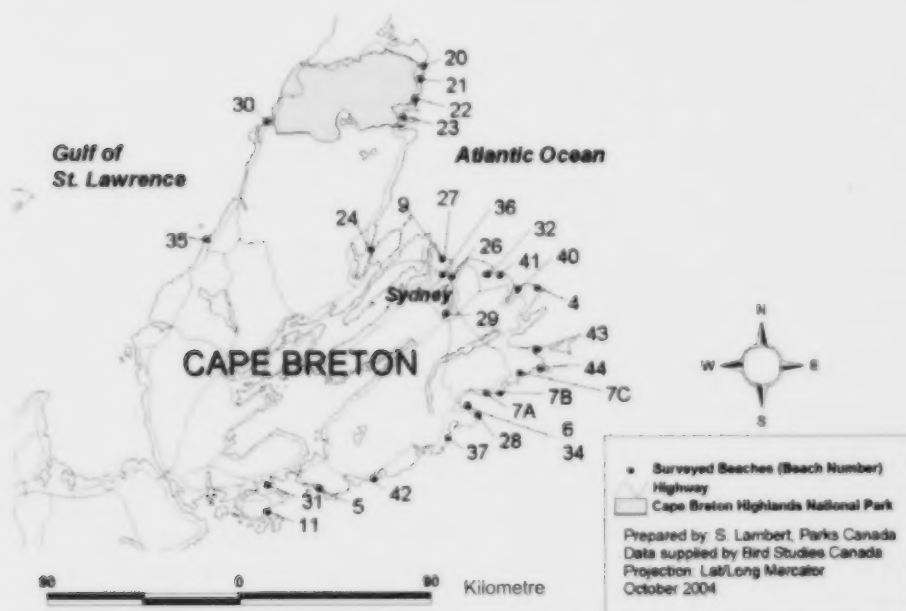 20
21
22
23
30
Gulf of
St. Lawrence
Atlantic Ocean
27
36
9
24
32
26
41
40
35
Sydney
4
29
43
CAPE BRETON
44
7C
7B
7A
6
28
34
37
42
31
5
11
N
W
E
S
Surveyed Beaches (Beach Number)
Highway
Cape Breton Highlands National Park
Prepared by: S. Lambert, Parks Canada
Data supplied by Bird Studies Canada
Projection: Lat/Long Mercator
October 2004
90 0 90 Kilometre